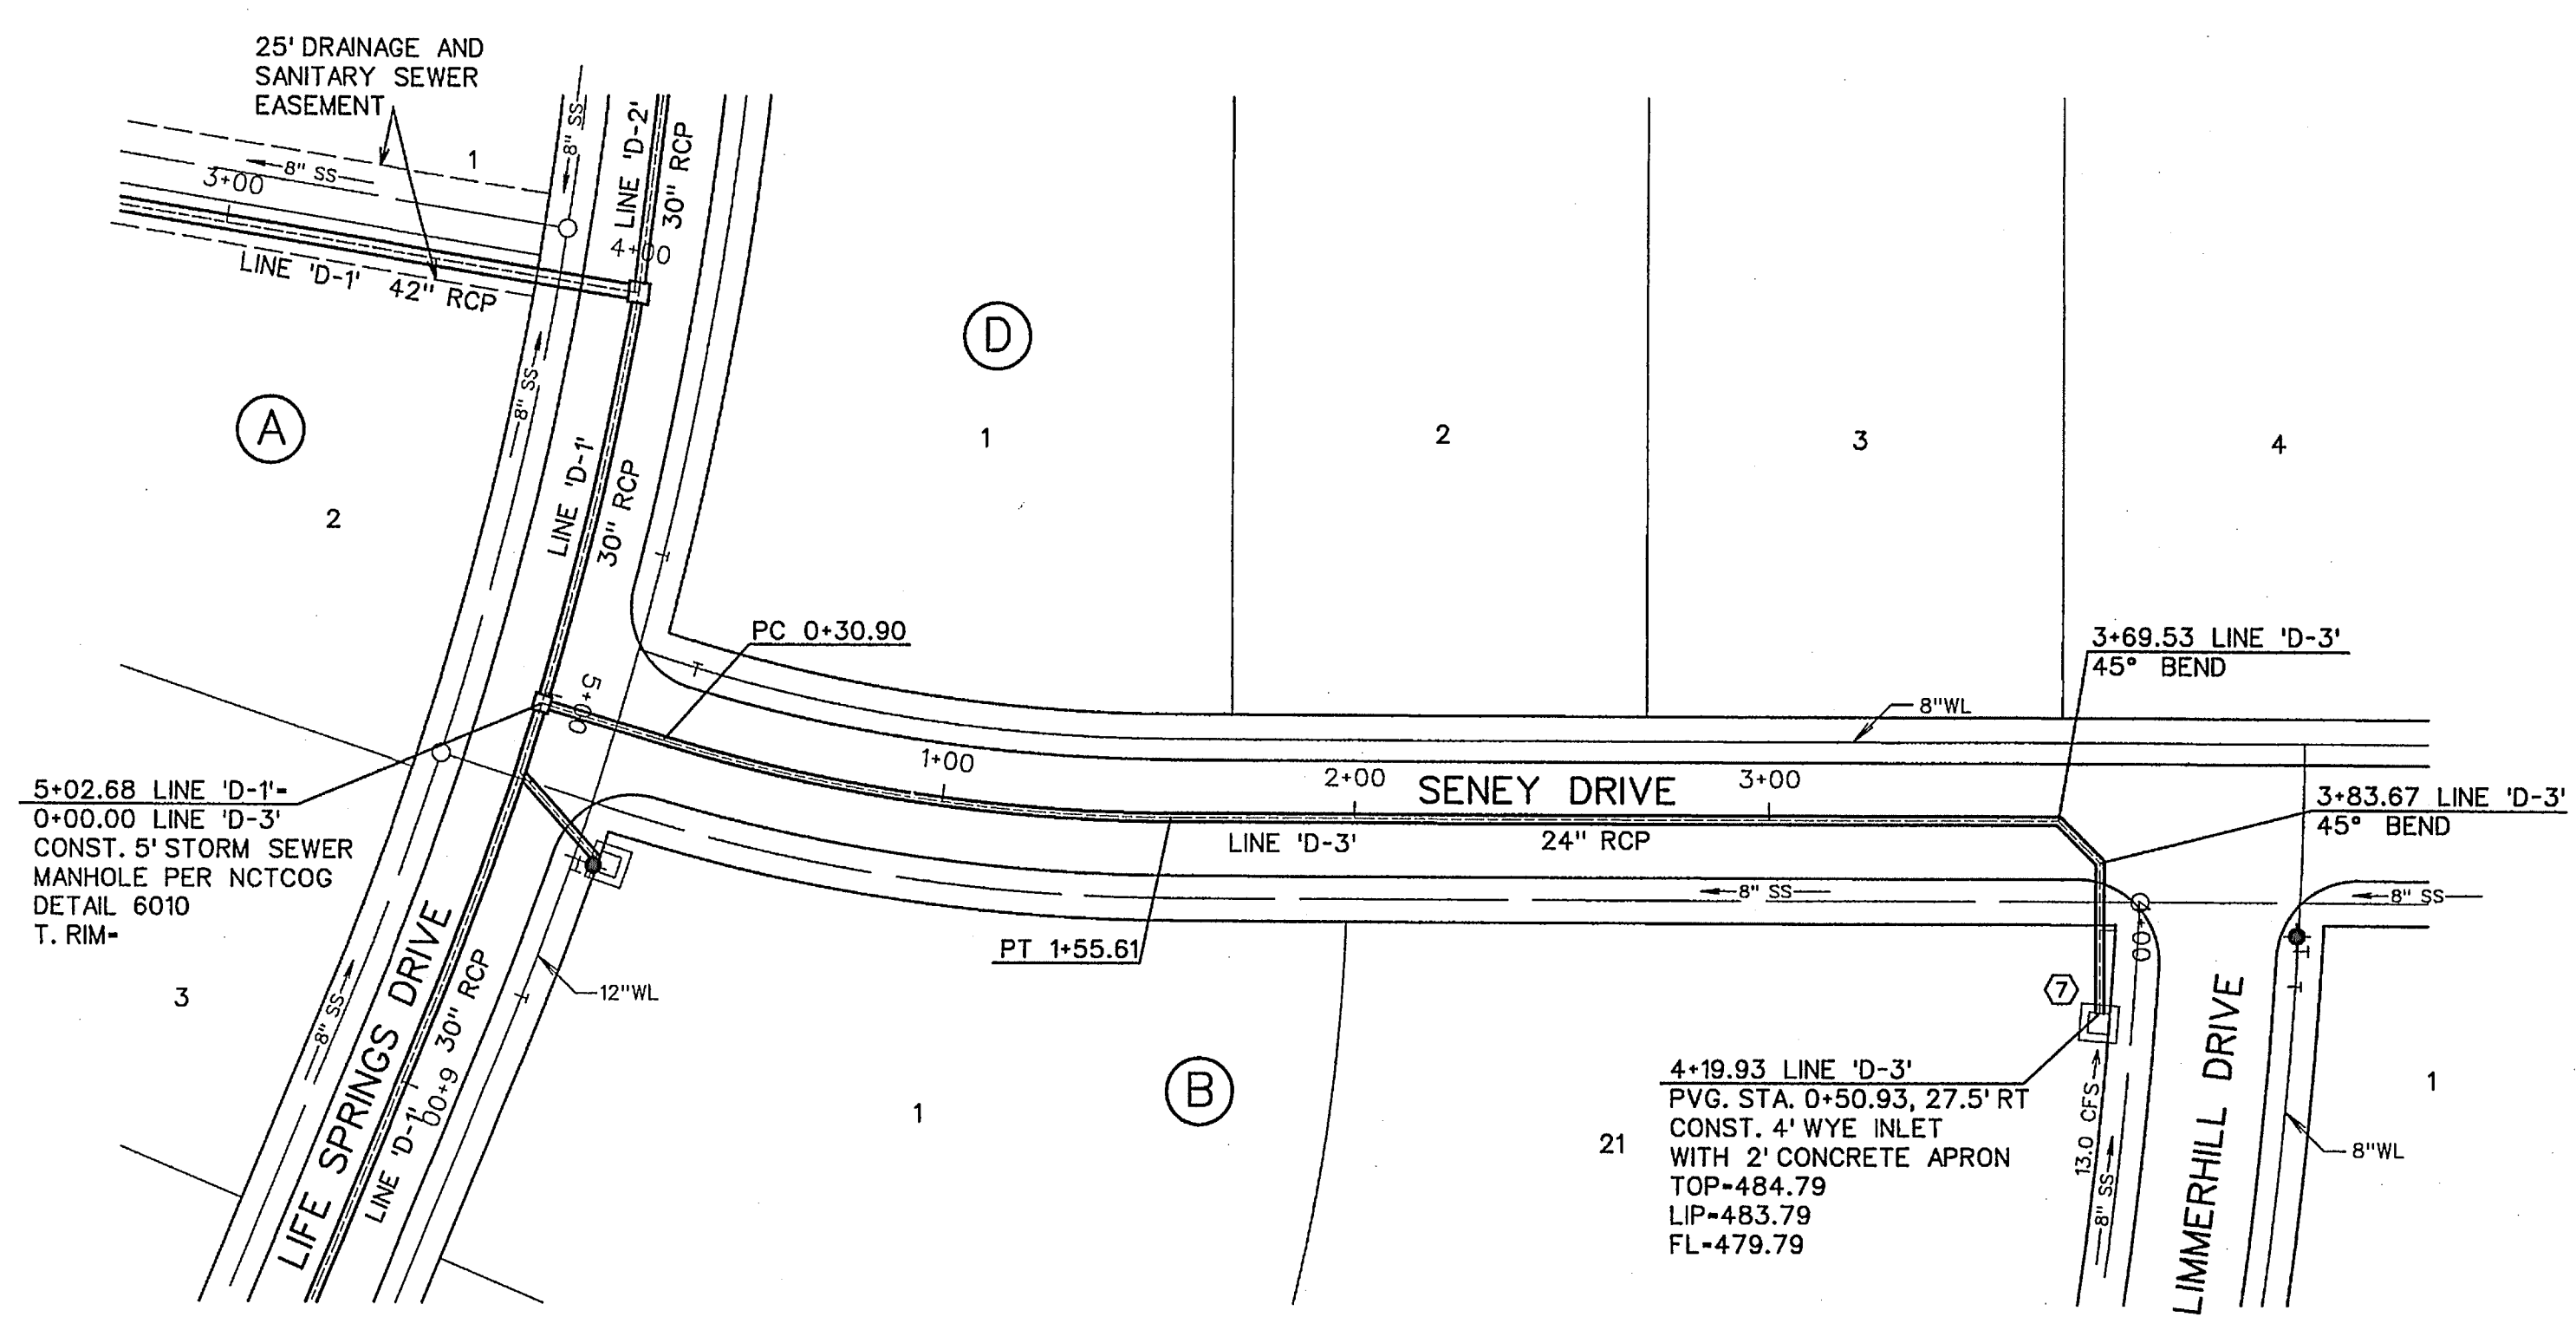 25' DRAINAGE AND
SANITARY SEWER
EASEMENT
1
8" SS
3+00
LINE 'D-1'
42" RCP
8" SS
LINE 'D-2'
30" RCP
4+00
8" SS
A
2
LINE 'D-1'
30" RCP
D
1
2
3
4
PC 0+30.90
5+00
3+69.53 LINE 'D-3'
45° BEND
8"WL
1+00
2+00
SENEY DRIVE
3+00
LINE 'D-3'
24" RCP
3+83.67 LINE 'D-3'
45° BEND
5+02.68 LINE 'D-1'=
0+00.00 LINE 'D-3'
CONST. 5' STORM SEWER
MANHOLE PER NCTCOG
DETAIL 6010
T. RIM=
8" SS
8" SS
PT 1+55.61
+00
3
8" SS
LIFE SPRINGS DRIVE
30" RCP
6+00
LINE 'D-1'
12"WL
7
B
1
21
4+19.93 LINE 'D-3'
PVG. STA. 0+50.93, 27.5' RT
CONST. 4' WYE INLET
WITH 2' CONCRETE APRON
TOP=484.79
LIP=483.79
FL=479.79
13.0 CFS
8" SS
LIMMERHILL DRIVE
8"WL
1